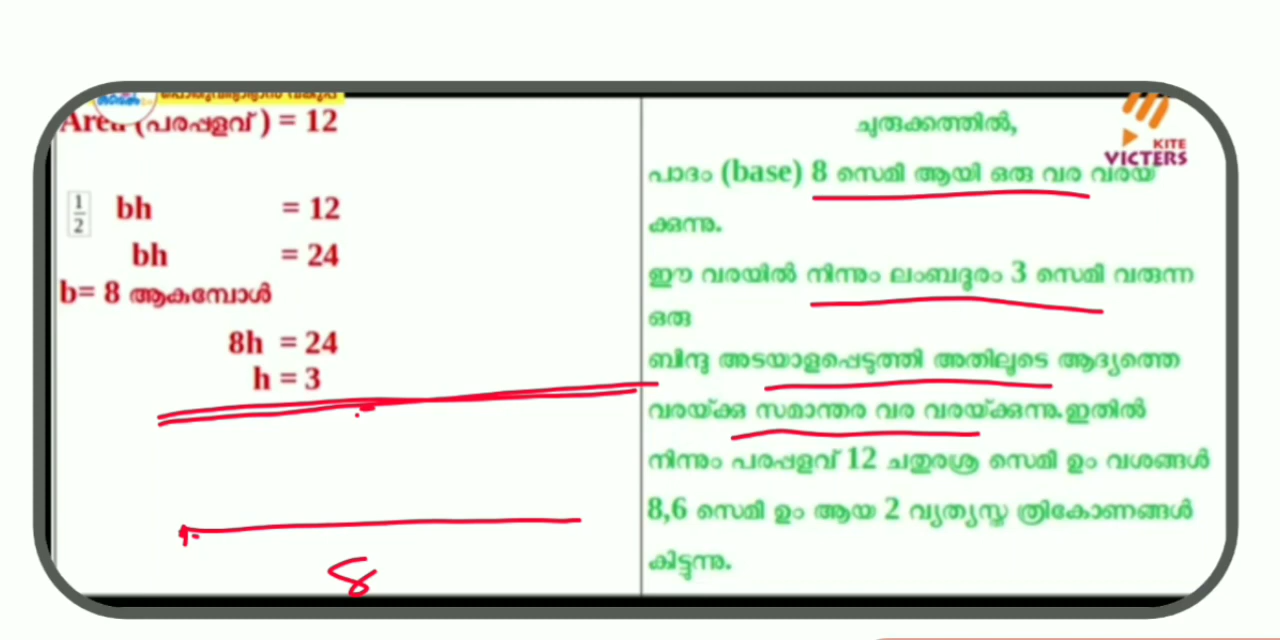 പൊതുവിദ്യാഭ്യാസ വകുപ്പ്
Area (പരപ്പളവ് ) = 12
1/2 bh = 12
bh = 24
b= 8 ആകുമ്പോൾ
8h = 24
h = 3
8
ചുരുക്കത്തിൽ,
KITE
VICTERS
പാദം (base) 8 സെമീ ആയി ഒരു വര വരയ
ക്കുന്നു.
ഈ വരയിൽ നിന്നും ലംബദൂരം 3 സെമീ വരുന്ന
ഒരു
ബിന്ദു അടയാളപ്പെടുത്തി അതിലൂടെ ആദ്യത്തെ
വരയ്ക്കു സമാന്തര വര വരയ്ക്കുന്നു.ഇതിൽ
നിന്നും പരപ്പളവ് 12 ചതുരശ്ര സെമീ ഉം വശങ്ങൾ
8,6 സെമീ ഉം ആയ 2 വ്യത്യസ്ത ത്രികോണങ്ങൾ
കിട്ടുന്നു.